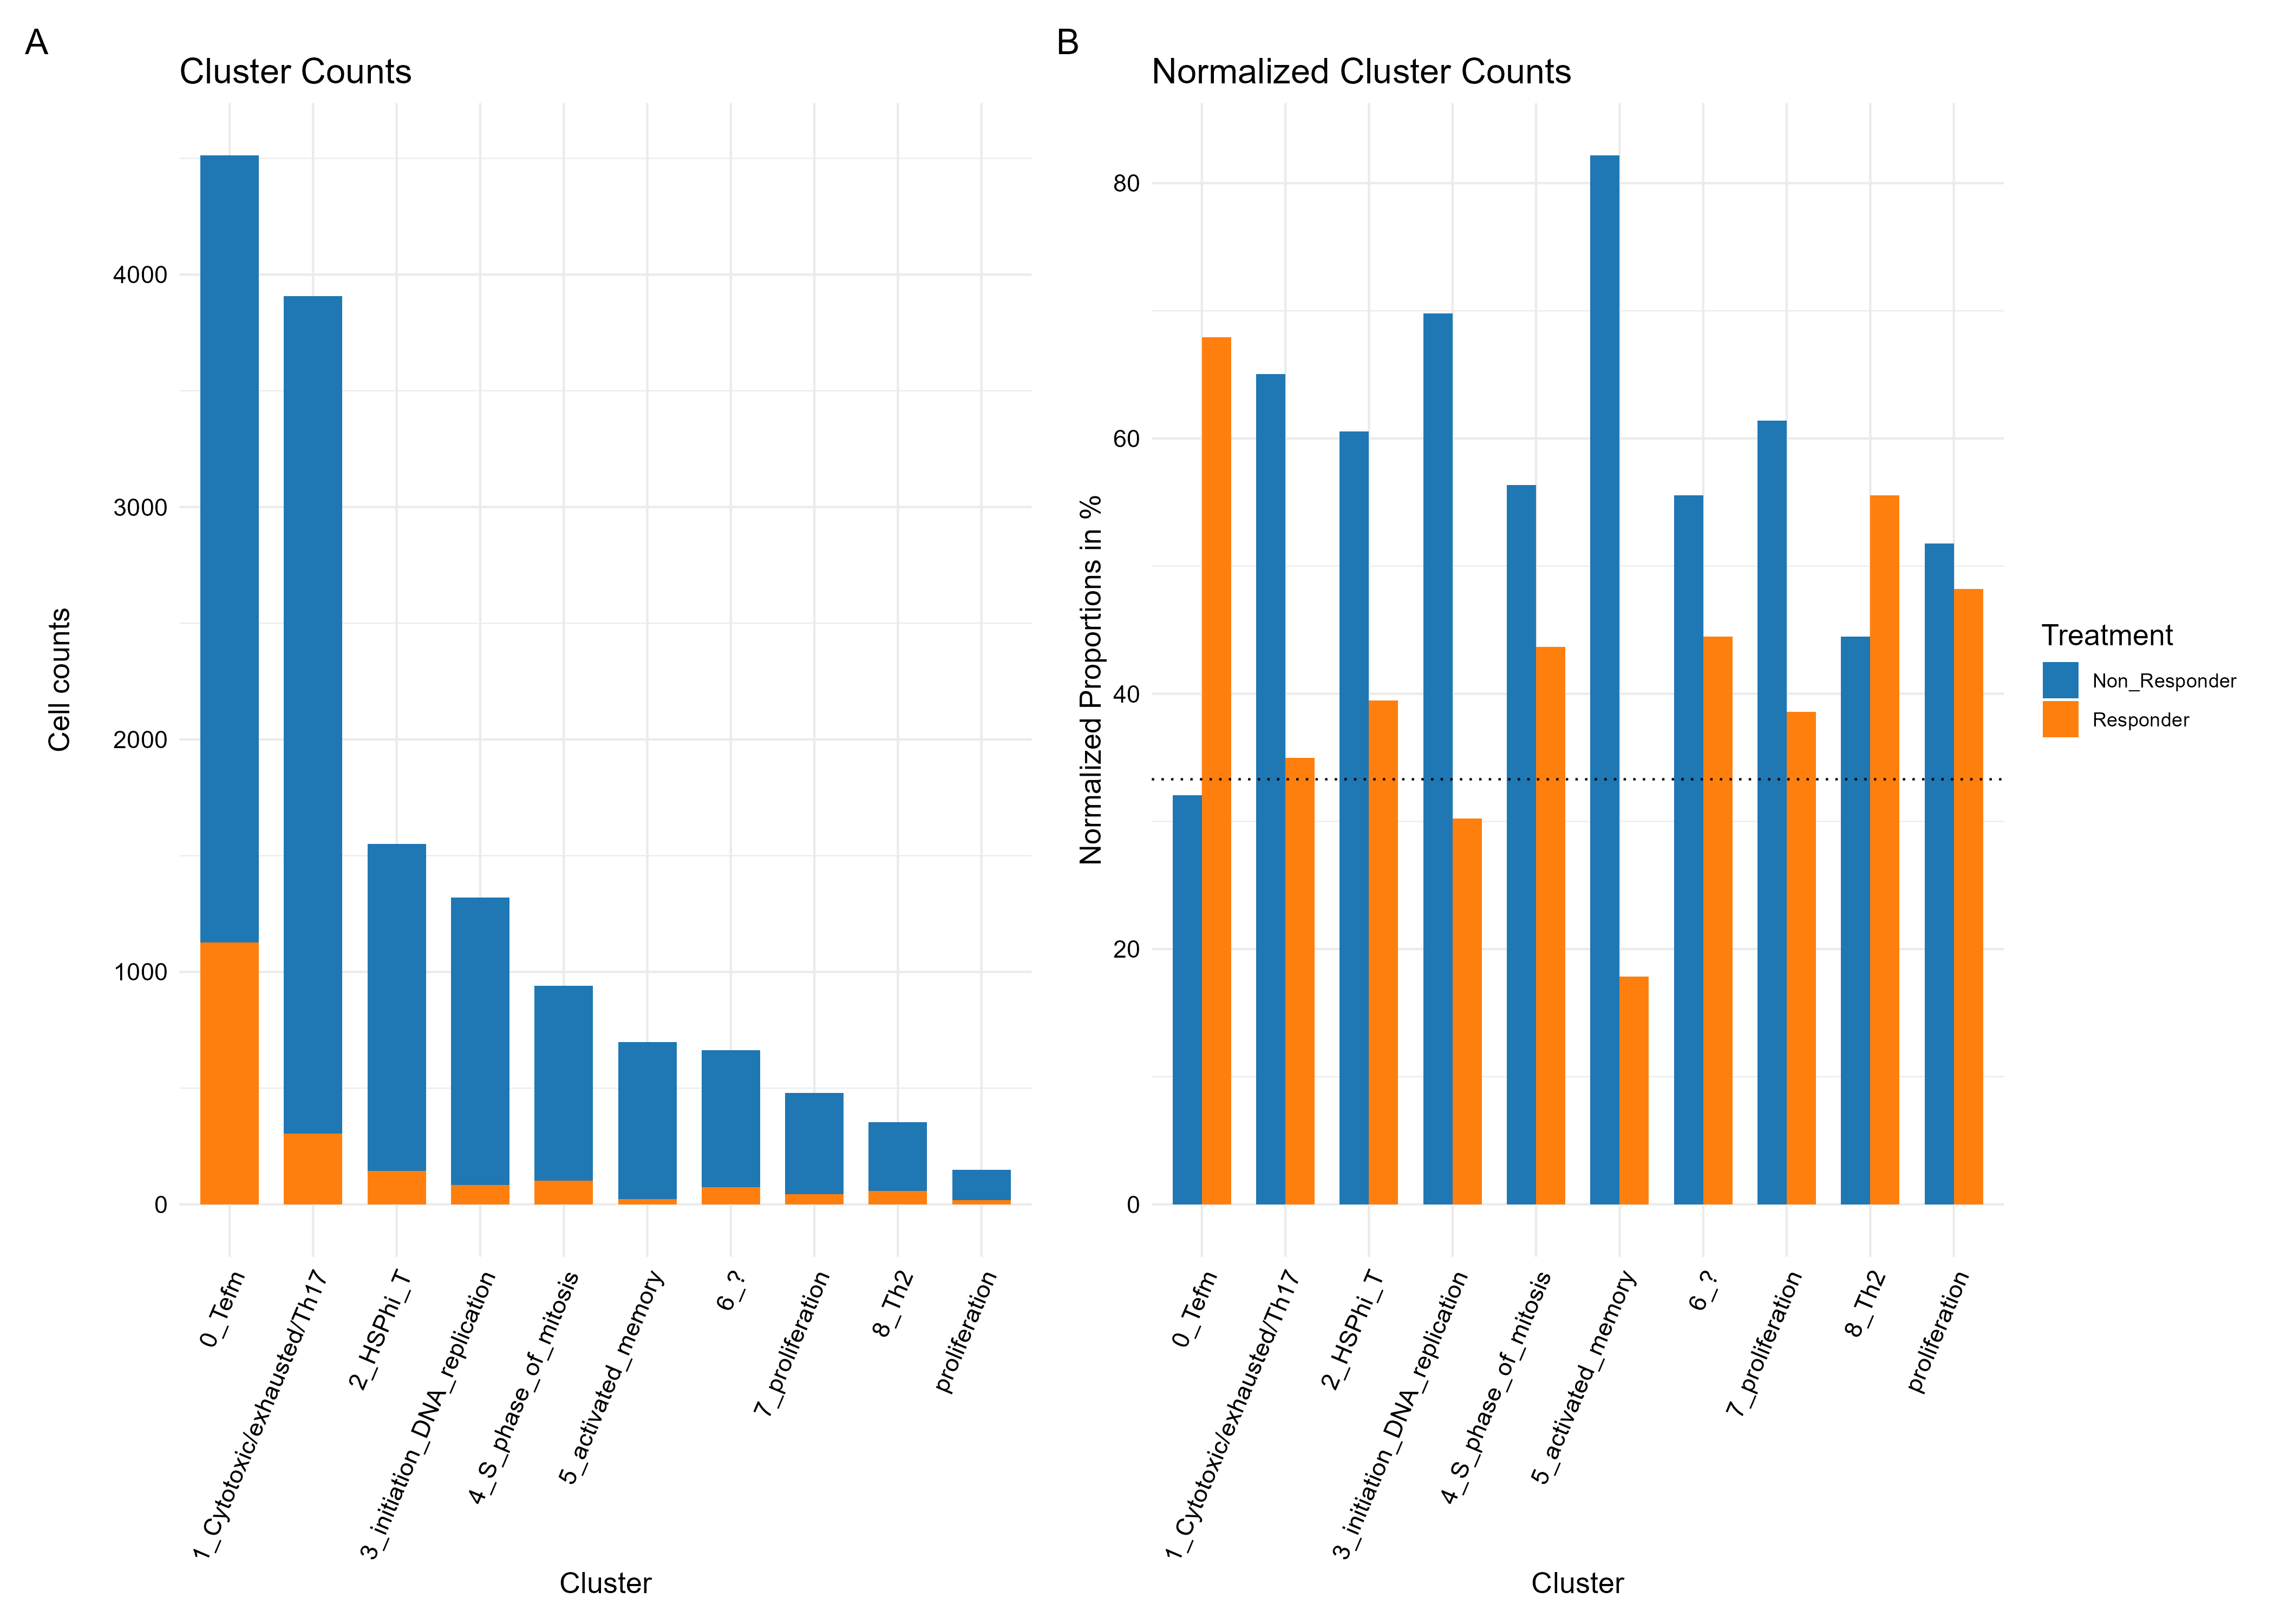 A
Cluster Counts
Cell counts
4000
3000
2000
1000
0
0_Tefm
1_Cytotoxic/exhausted/Th17
2_HSPhi_T
3_initiation_DNA_replication
4_S_phase_of_mitosis
5_activated_memory
6_?
7_proliferation
8_Th2
proliferation
Cluster
B
Normalized Cluster Counts
Normalized Proportions in %
80
60
40
20
0
0_Tefm
1_Cytotoxic/exhausted/Th17
2_HSPhi_T
3_initiation_DNA_replication
4_S_phase_of_mitosis
5_activated_memory
6_?
7_proliferation
8_Th2
proliferation
Cluster
Treatment
Non_Responder
Responder